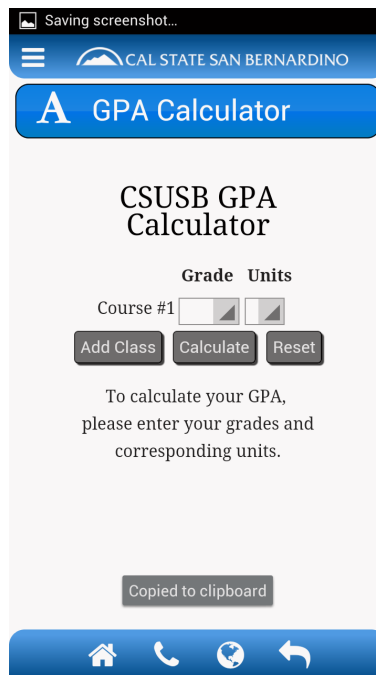 Saving screenshot...
CAL STATE SAN BERNARDINO
A GPA Calculator
CSUSB GPA
Calculator
Grade Units
Course #1
Add Class Calculate Reset
To calculate your GPA,
please enter your grades and
corresponding units.
Copied to clipboard